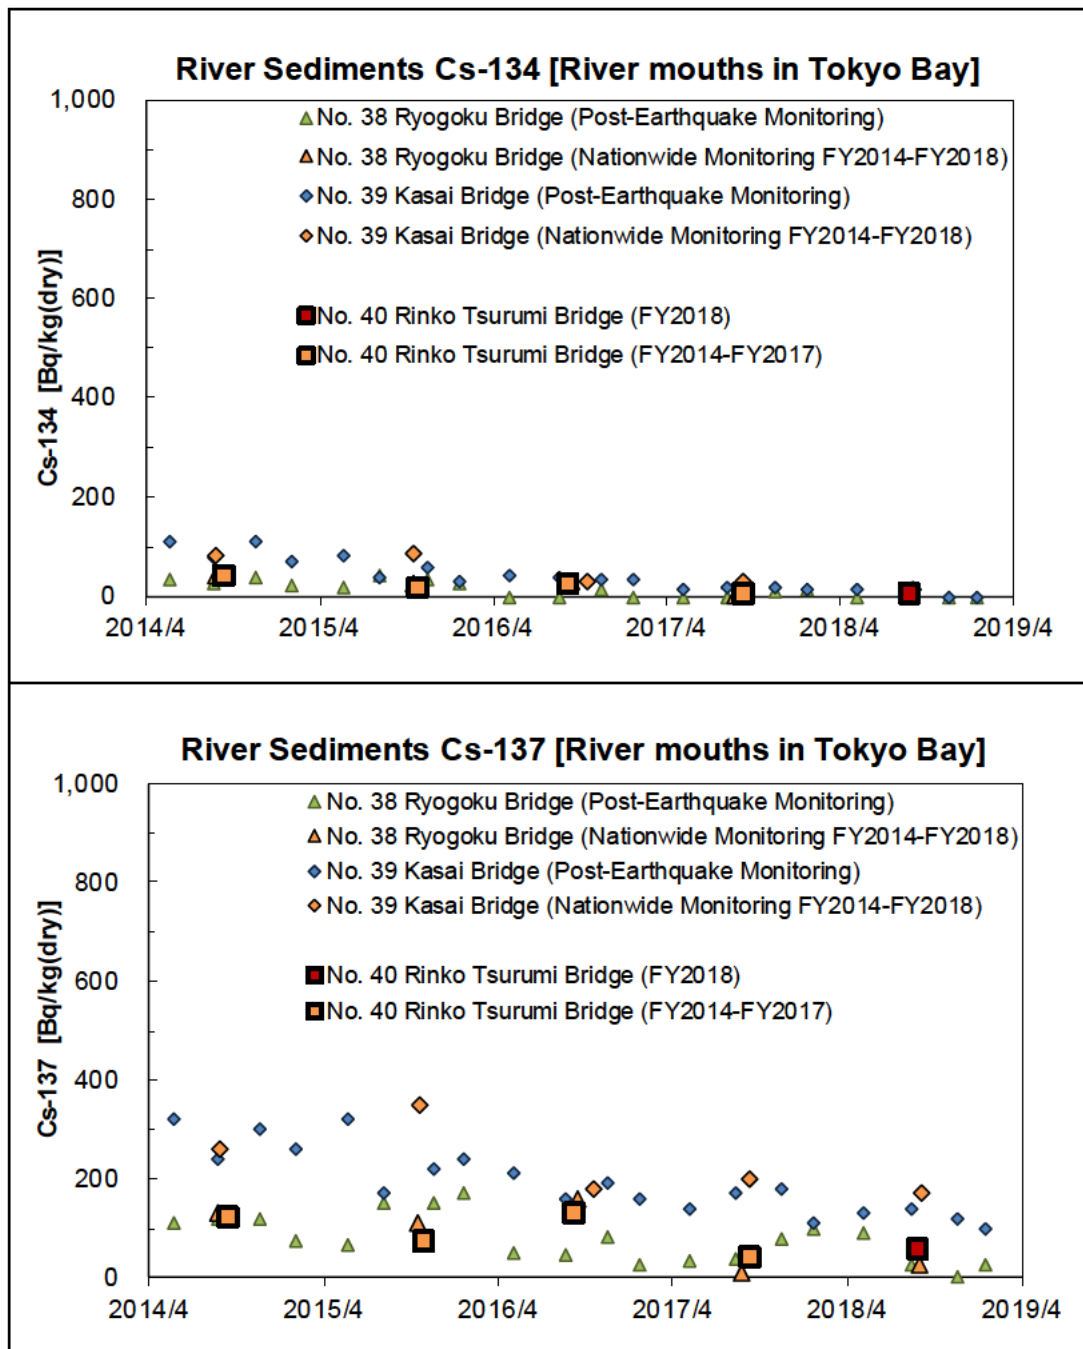 River Sediments Cs-134 [River mouths in Tokyo Bay]
1,000
800
600
400
200
0
Cs-134 [Bq/kg(dry)]
No. 38 Ryogoku Bridge (Post-Earthquake Monitoring)
No. 38 Ryogoku Bridge (Nationwide Monitoring FY2014-FY2018)
No. 39 Kasai Bridge (Post-Earthquake Monitoring)
No. 39 Kasai Bridge (Nationwide Monitoring FY2014-FY2018)
No. 40 Rinko Tsurumi Bridge (FY2018)
No. 40 Rinko Tsurumi Bridge (FY2014-FY2017)
2014/4 2015/4 2016/4 2017/4 2018/4 2019/4
River Sediments Cs-137 [River mouths in Tokyo Bay]
1,000
800
600
400
200
0
Cs-137 [Bq/kg(dry)]
No. 38 Ryogoku Bridge (Post-Earthquake Monitoring)
No. 38 Ryogoku Bridge (Nationwide Monitoring FY2014-FY2018)
No. 39 Kasai Bridge (Post-Earthquake Monitoring)
No. 39 Kasai Bridge (Nationwide Monitoring FY2014-FY2018)
No. 40 Rinko Tsurumi Bridge (FY2018)
No. 40 Rinko Tsurumi Bridge (FY2014-FY2017)
2014/4 2015/4 2016/4 2017/4 2018/4 2019/4